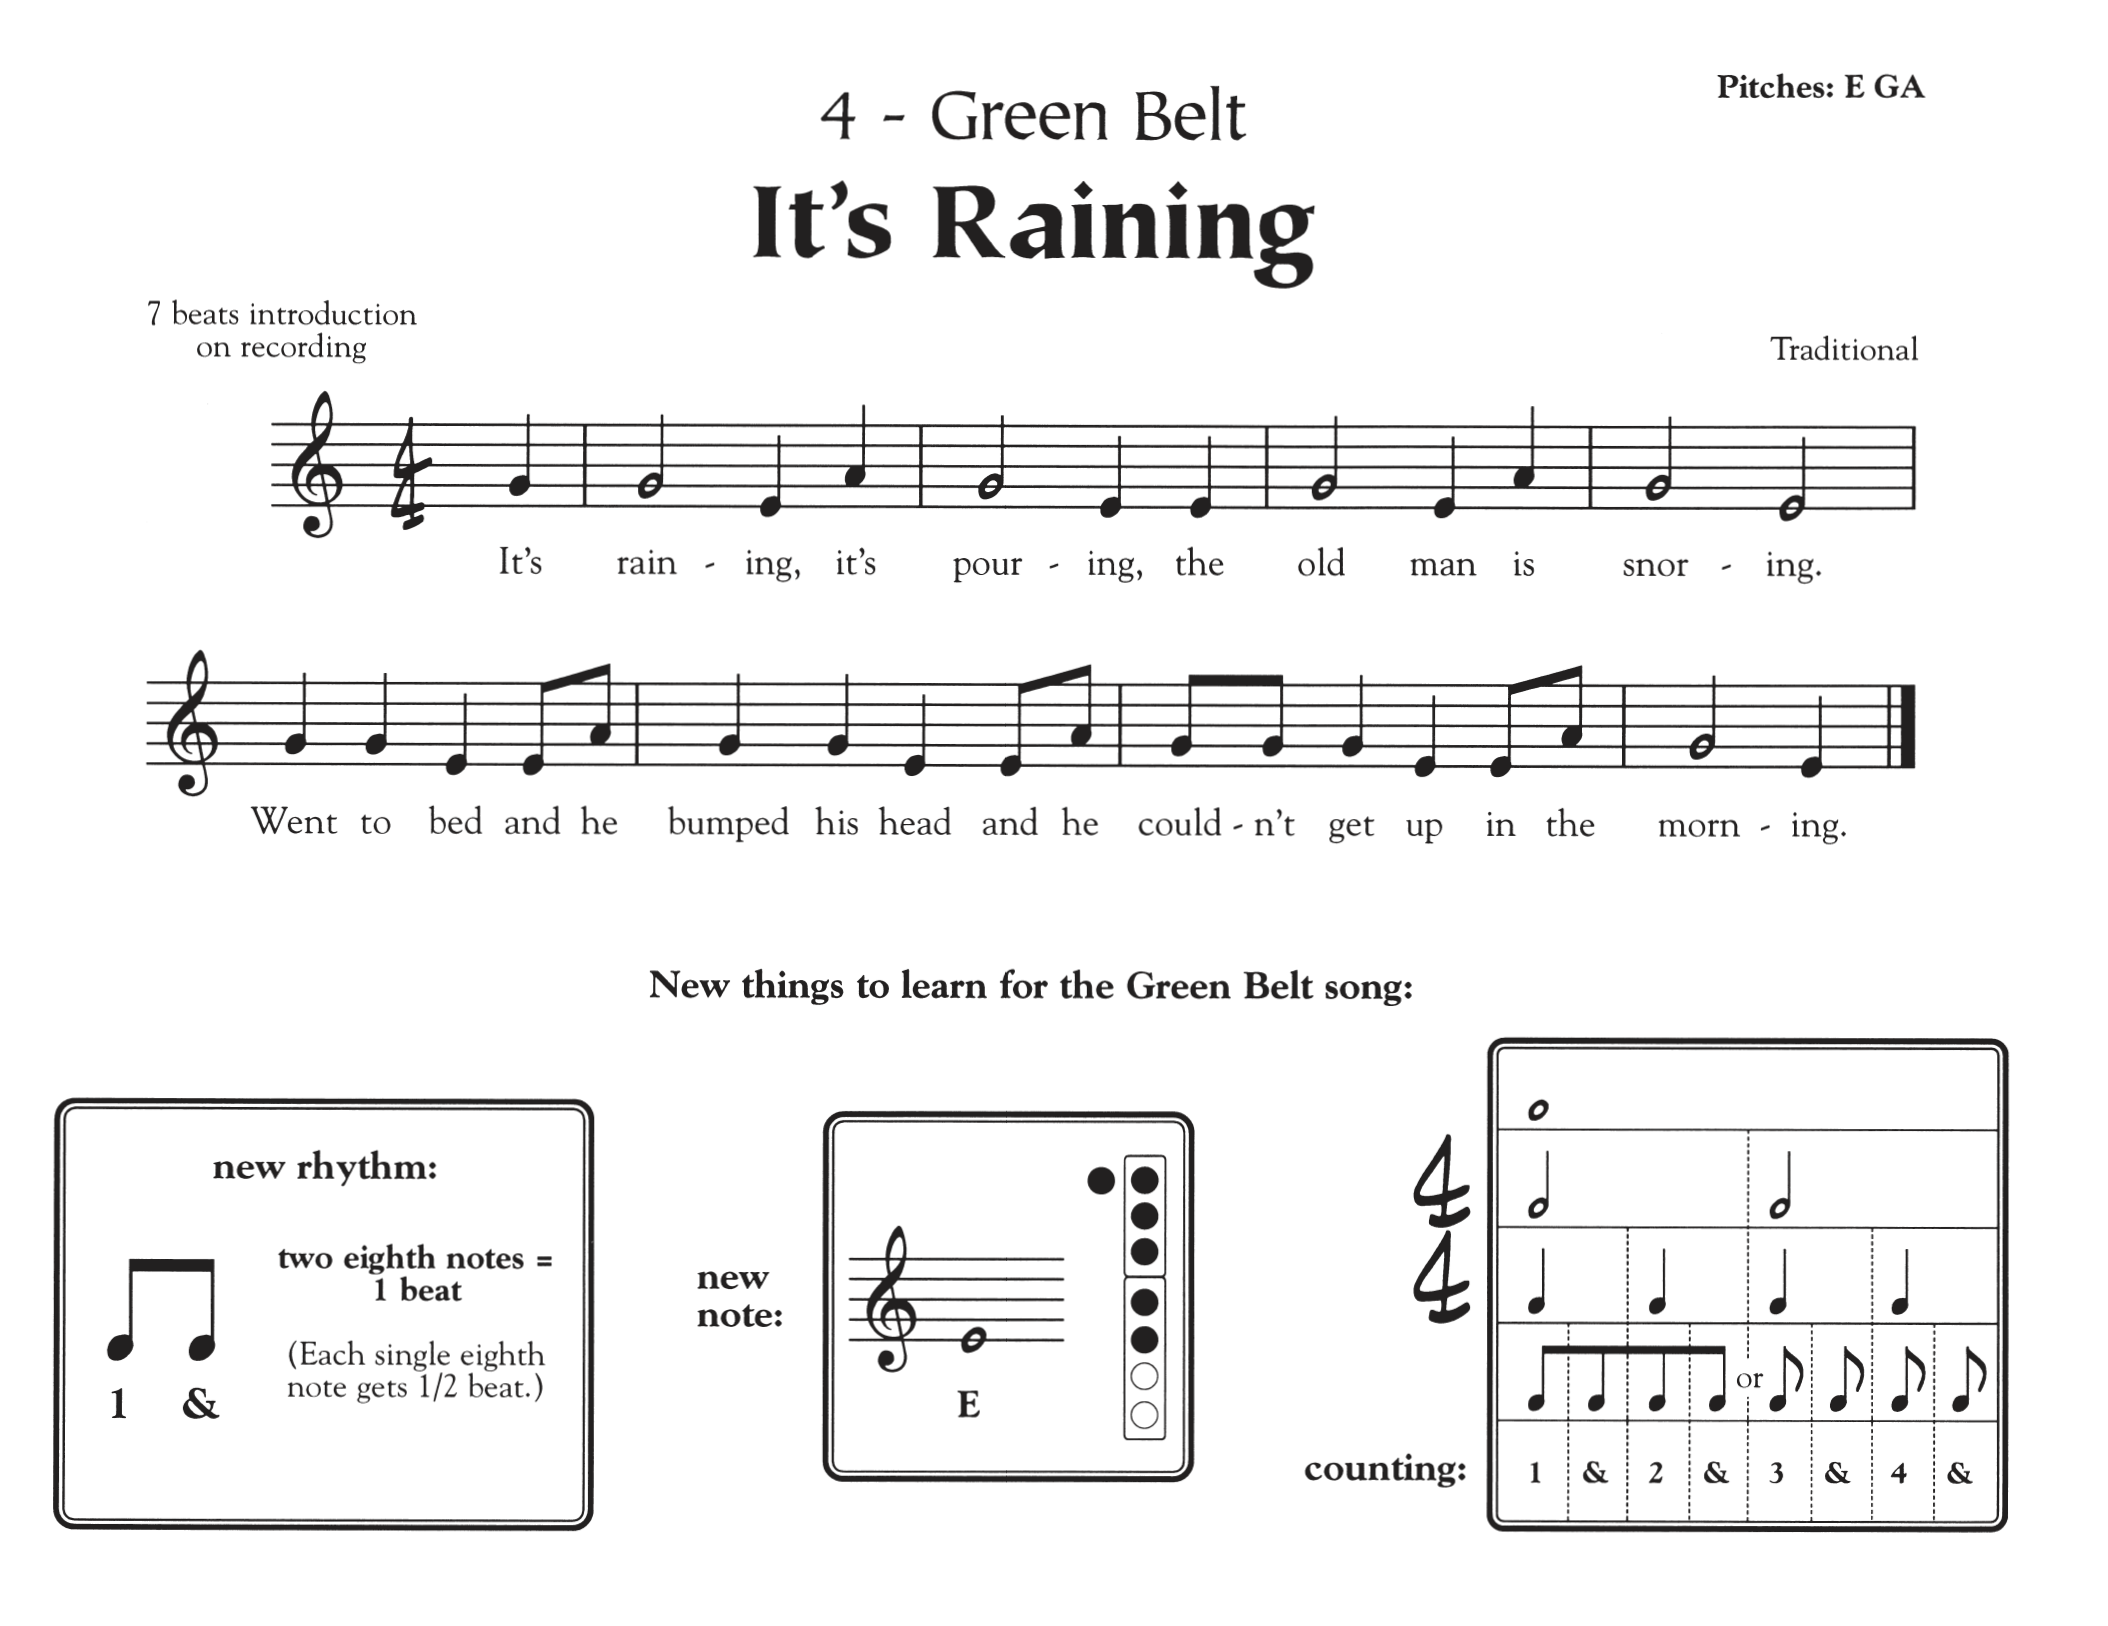 Pitches: E GA
4 - Green Belt
It's Raining
7 beats introduction
on recording
Traditional
4
4
It's rain - ing, it's pour - ing, the old man is snor - ing.
Went to bed and he bumped his head and he could - n't get up in the morn - ing.
New things to learn for the Green Belt song:
new rhythm:
two eighth notes =
1 beat
(Each single eighth
note gets 1/2 beat.)
1 &
new
note:
E
4
4
or
counting: 1 & 2 & 3 & 4 &